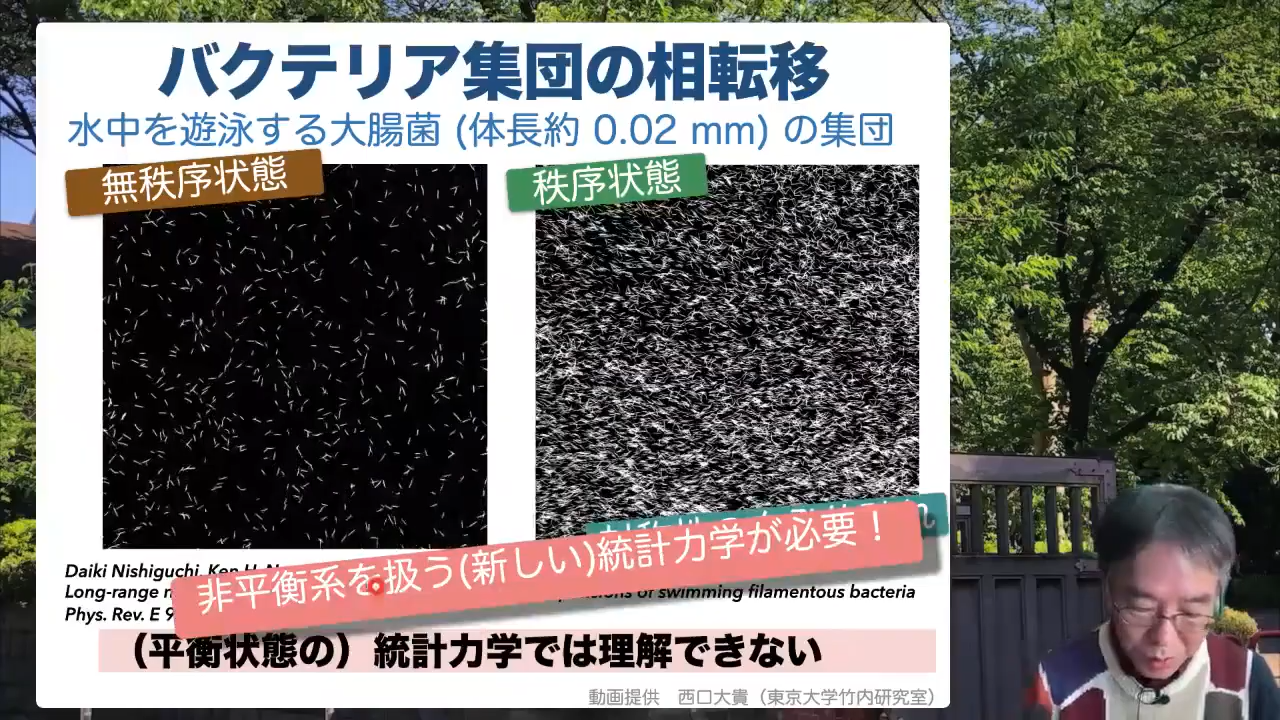 バクテリア集団の相転移
水中を遊泳する大腸菌 (体長約 0.02 mm) の集団
無秩序状態
秩序状態
非平衡系を扱う(新しい)統計力学が必要！
Daiki Nishiguchi, Ken H. N
Long-range of swimming filamentous bacteria
Phys. Rev. E 9
（平衡状態の）統計力学では理解できない
動画提供　西口大貴（東京大学竹内研究室）